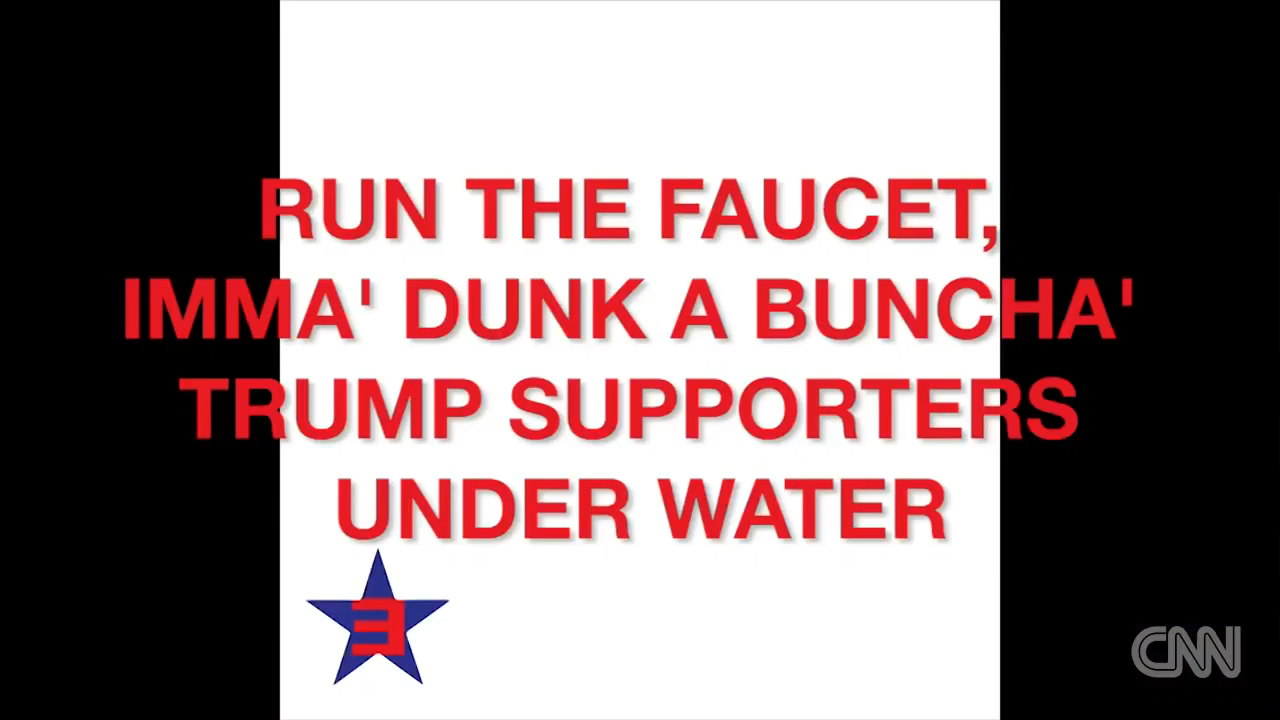 RUN THE FAUCET,
IMMA' DUNK A BUNCHA'
TRUMP SUPPORTERS
UNDER WATER
Ǝ
CNN